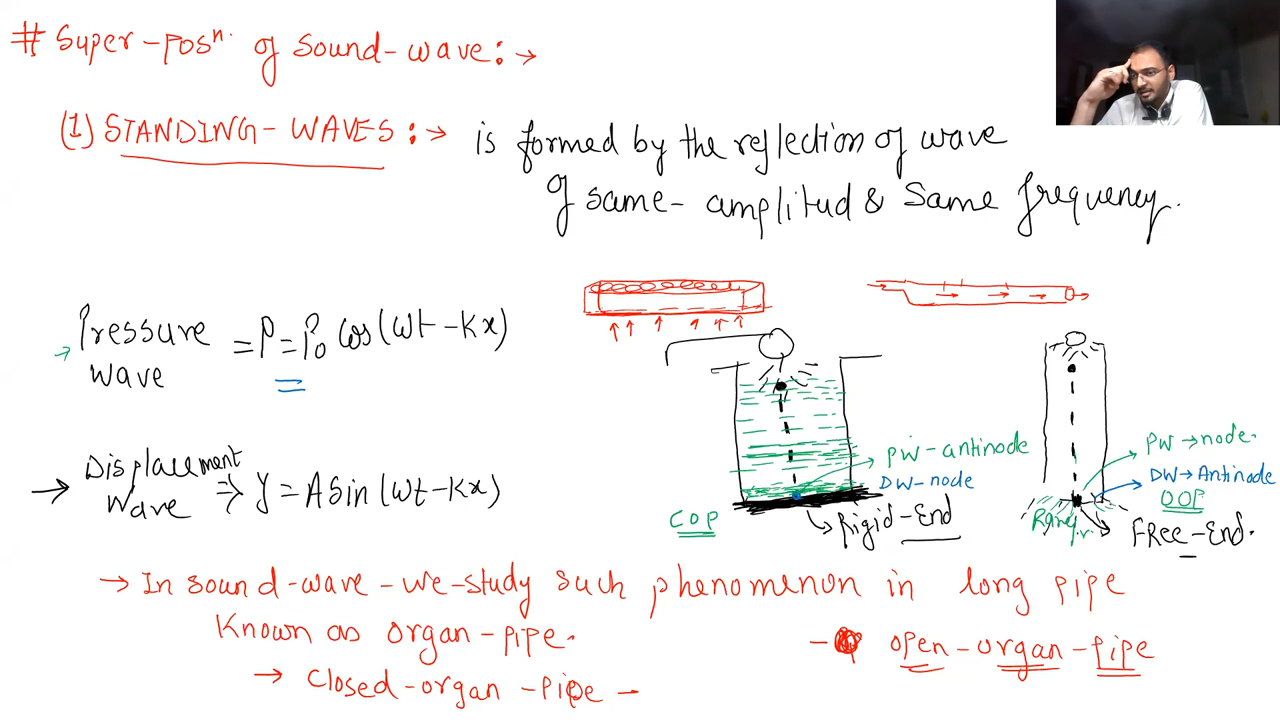 # Super-posⁿ. of sound-wave:→
(1) STANDING-WAVES:→ is formed by the reflection of wave
of same-amplitud & Same frequency.
→ Pressure wave = P = P₀ cos(wt-Kx)
→ Displacement wave ⇒ Y = A Sin(wt-Kx)
PW-antinode
DW-node
COP
Rigid-End
PW→node.
DW→Antinode
OOP
FREE-End.
→ In sound-wave-we-study such phenomenon in long pipe
Known as organ-pipe.
→ closed-organ-pipe -
- open-organ-pipe